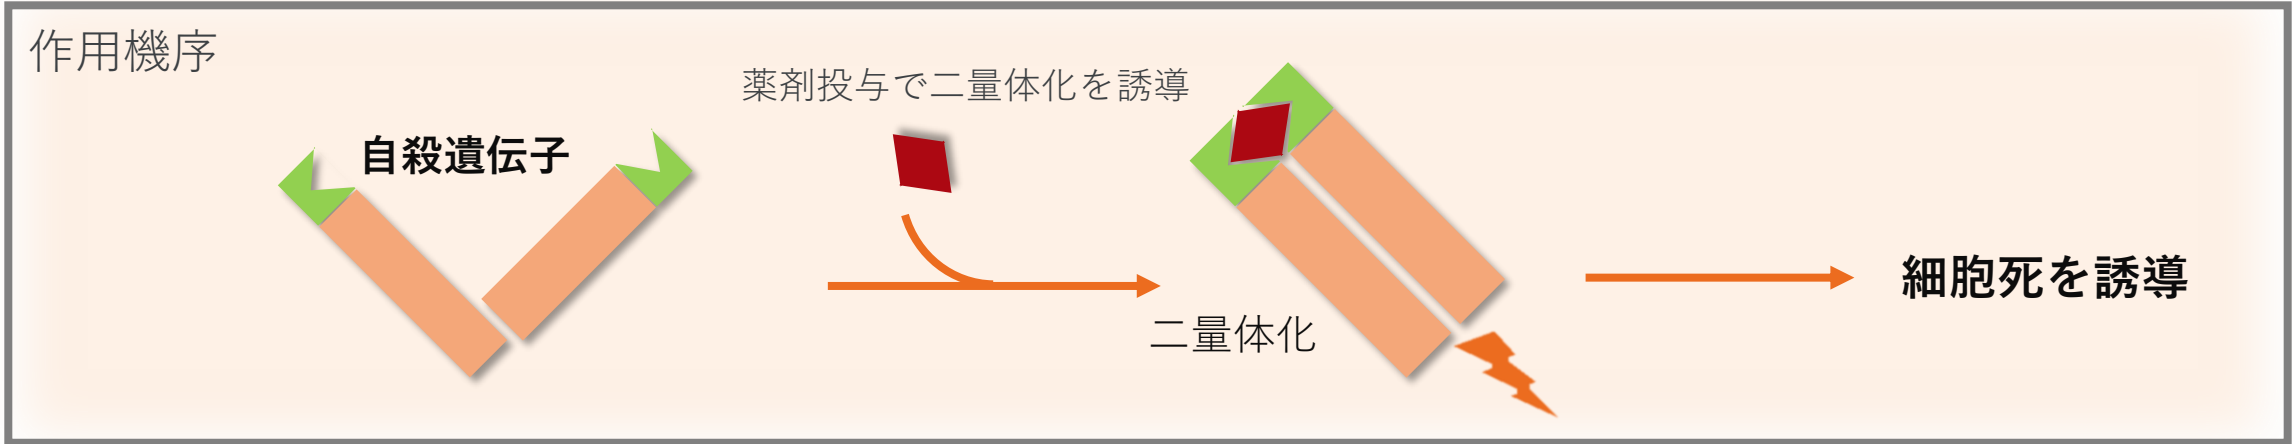 作用機序
薬剤投与で二量体化を誘導
自殺遺伝子
細胞死を誘導
二量体化